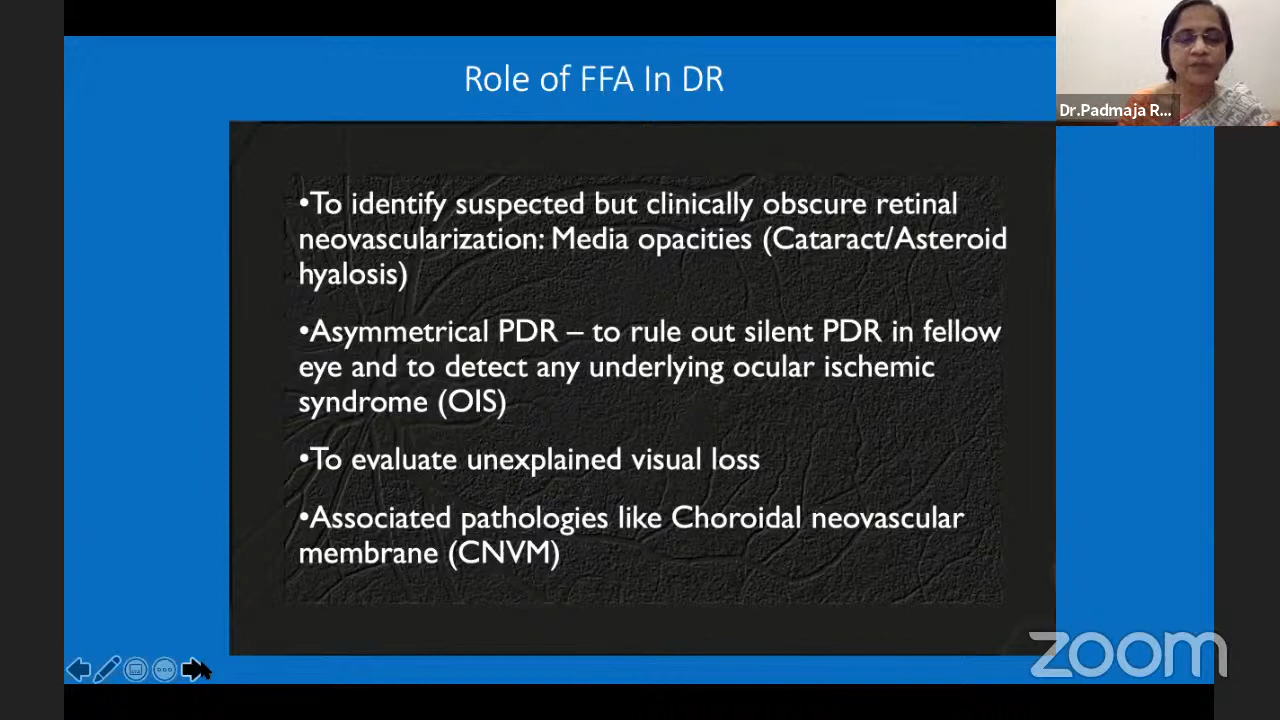 Role of FFA In DR
Dr.Padmaja R...
•To identify suspected but clinically obscure retinal
neovascularization: Media opacities (Cataract/Asteroid
hyalosis)
•Asymmetrical PDR – to rule out silent PDR in fellow
eye and to detect any underlying ocular ischemic
syndrome (OIS)
•To evaluate unexplained visual loss
•Associated pathologies like Choroidal neovascular
membrane (CNVM)
zoom